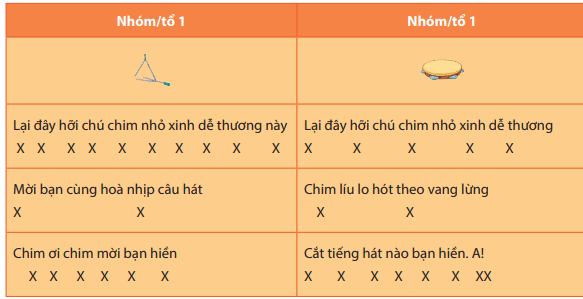 Nhóm/tổ 1
Nhóm/tổ 1
Lại đây hỡi chú chim nhỏ xinh dễ thương này
X X X X X X X X X X
Lại đây hỡi chú chim nhỏ xinh dễ thương
X X X X X
Mời bạn cùng hoà nhịp câu hát
X X
Chim líu lo hót theo vang lừng
X X
Chim ơi chim mời bạn hiền
X X X X X X
Cắt tiếng hát nào bạn hiền. A!
X X X X X X XX